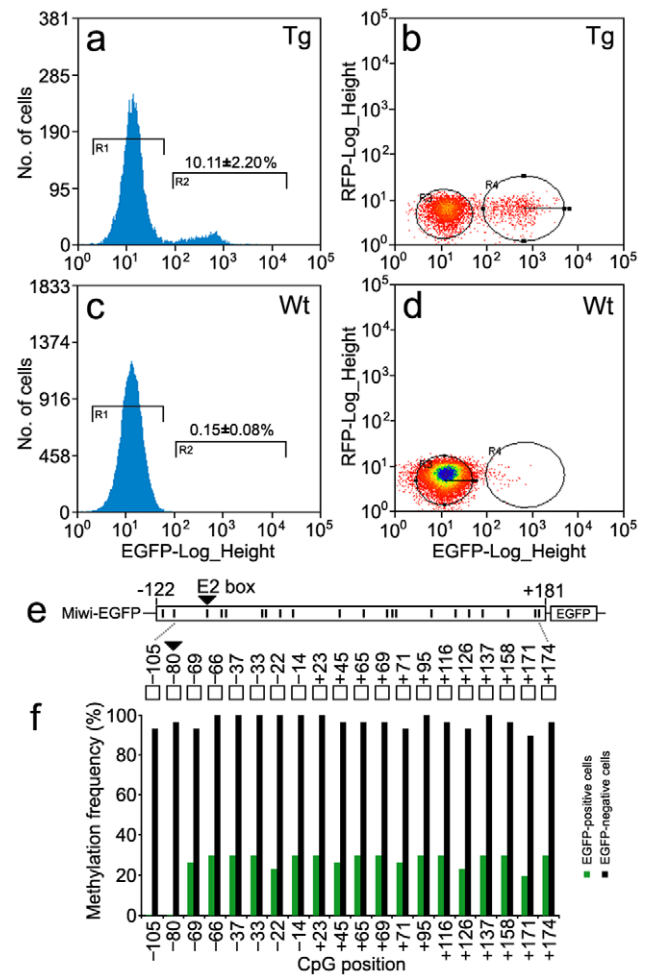 a Tg
No. of cells
381
285
190
95
0
R1
10.11±2.20%
R2
10^0 10^1 10^2 10^3 10^4 10^5
b Tg
RFP-Log_Height
10^5
10^4
10^3
10^2
10^1
10^0
R3
R4
10^0 10^1 10^2 10^3 10^4 10^5
c Wt
No. of cells
1833
1374
916
458
0
R1
0.15±0.08%
R2
10^0 10^1 10^2 10^3 10^4 10^5
EGFP-Log_Height
d Wt
RFP-Log_Height
10^5
10^4
10^3
10^2
10^1
10^0
R3
R4
10^0 10^1 10^2 10^3 10^4 10^5
EGFP-Log_Height
e
-122 E2 box +181
Miwi-EGFP EGFP
−105 −80 −69 −66 −37 −33 −22 −14 +23 +45 +65 +69 +71 +95 +116 +126 +137 +158 +171 +174
f
Methylation frequency (%)
100
80
60
40
20
0
−105 −80 −69 −66 −37 −33 −22 −14 +23 +45 +65 +69 +71 +95 +116 +126 +137 +158 +171 +174
CpG position
EGFP-positive cells
EGFP-negative cells